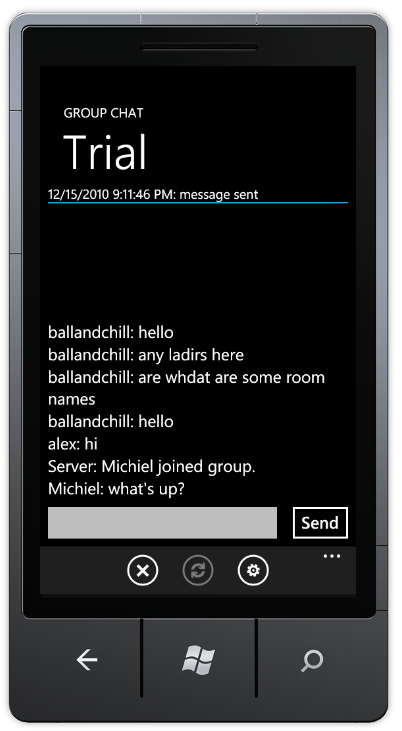 GROUP CHAT
Trial
12/15/2010 9:11:46 PM: message sent
ballandchill: hello
ballandchill: any ladirs here
ballandchill: are whdat are some room
names
ballandchill: hello
alex: hi
Server: Michiel joined group.
Michiel: what's up?
Send